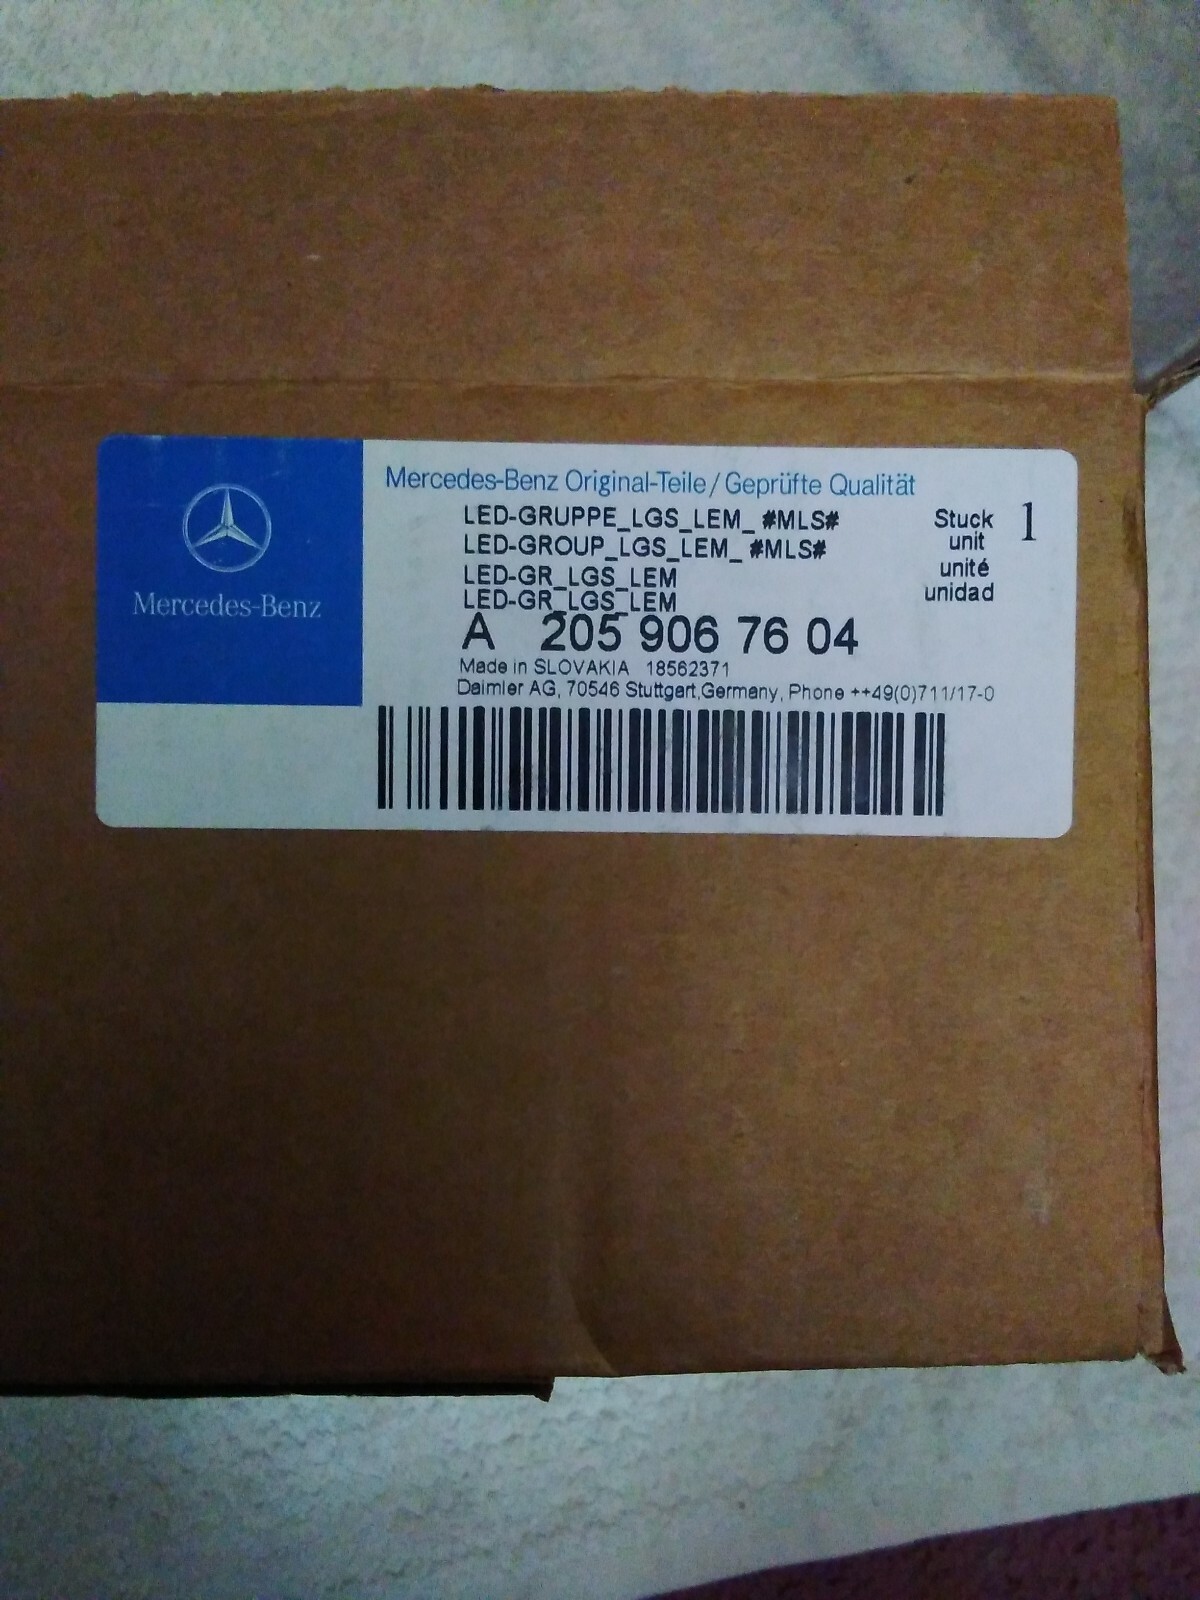 Mercedes-Benz
Mercedes-Benz Original-Teile/Geprüfte Qualität
LED-GRUPPE_LGS_LEM_ #MLS#
LED-GROUP_LGS_LEM_ #MLS#
LED-GR_LGS_LEM
LED-GR_LGS_LEM
Stuck 1
unit
unité
unidad
A 205 906 76 04
Made in SLOVAKIA 18562371
Daimler AG, 70546 Stuttgart,Germany, Phone ++49(0)711/17-0